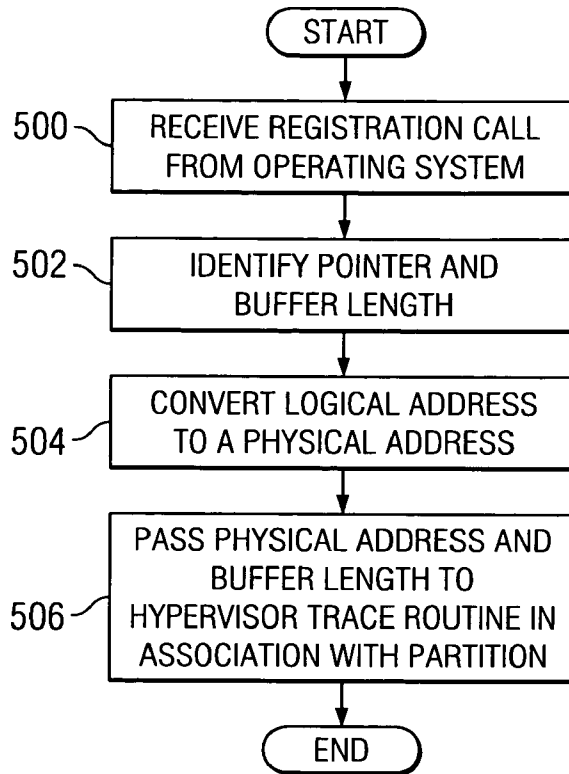 START
500
RECEIVE REGISTRATION CALL
FROM OPERATING SYSTEM
502
IDENTIFY POINTER AND
BUFFER LENGTH
504
CONVERT LOGICAL ADDRESS
TO A PHYSICAL ADDRESS
506
PASS PHYSICAL ADDRESS AND
BUFFER LENGTH TO
HYPERVISOR TRACE ROUTINE IN
ASSOCIATION WITH PARTITION
END